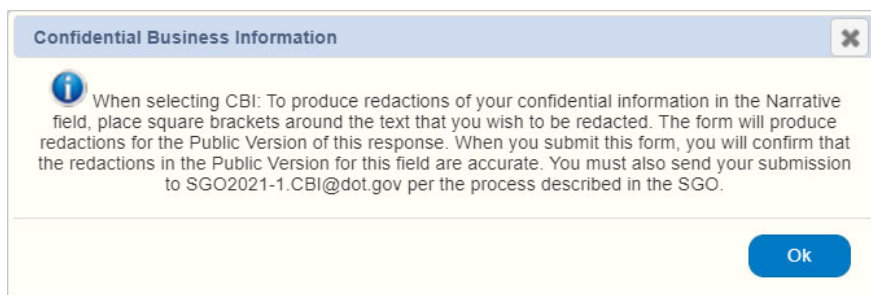 Confidential Business Information
When selecting CBI: To produce redactions of your confidential information in the Narrative
field, place square brackets around the text that you wish to be redacted. The form will produce
redactions for the Public Version of this response. When you submit this form, you will confirm that
the redactions in the Public Version for this field are accurate. You must also send your submission
to SGO2021-1.CBI@dot.gov per the process described in the SGO.
Ok